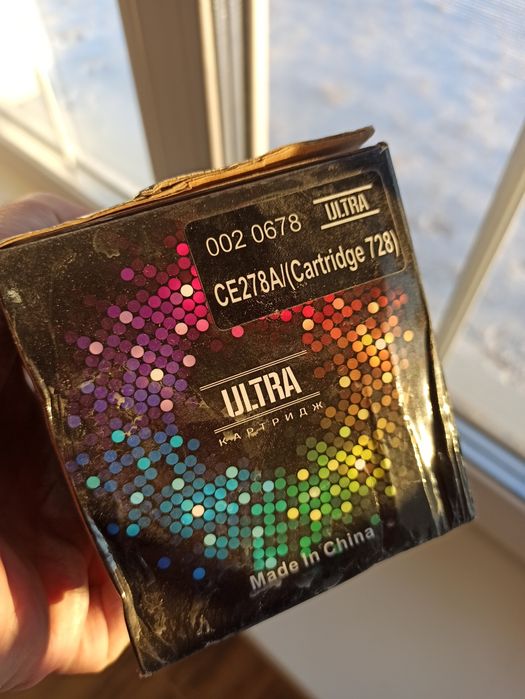 002 0678 ULTRA
CE278A/(Cartridge 728)
ULTRA
КАРТРИДЖ
Made In China